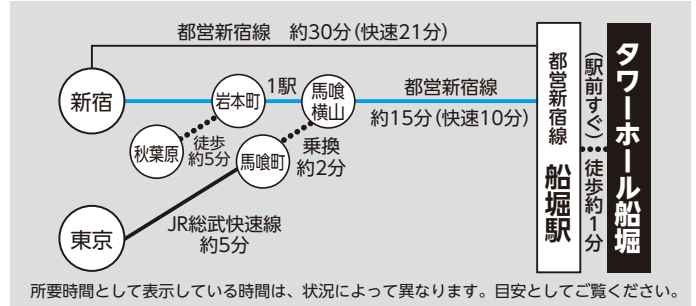 都営新宿線 約30分(快速21分)
新宿
岩本町
1駅
馬喰
横山
都営新宿線
約15分(快速10分)
秋葉原
徒歩
約5分
馬喰町
乗換
約2分
東京
JR総武快速線
約5分
都営新宿線 船堀駅
(駅前すぐ)
徒歩約1分
タワーホール船堀
所要時間として表示している時間は、状況によって異なります。目安としてご覧ください。